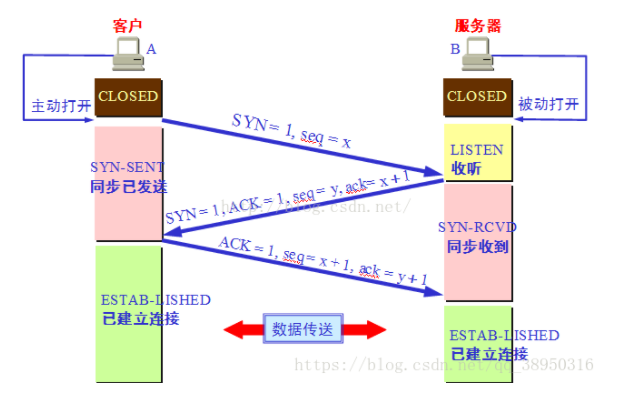 客户
服务器
A
B
CLOSED
CLOSED
主动打开
被动打开
SYN=1, seq=x
LISTEN
收听
SYN-SENT
同步已发送
SYN=1, ACK=1, seq=y, ack=x+1
http://blog.csdn.net/
SYN-RCVD
同步收到
ACK=1, seq=x+1, ack=y+1
ESTAB-LISHED
已建立连接
数据传送
ESTAB-LISHED
已建立连接
https://blog.csdn.net/qq_38950316